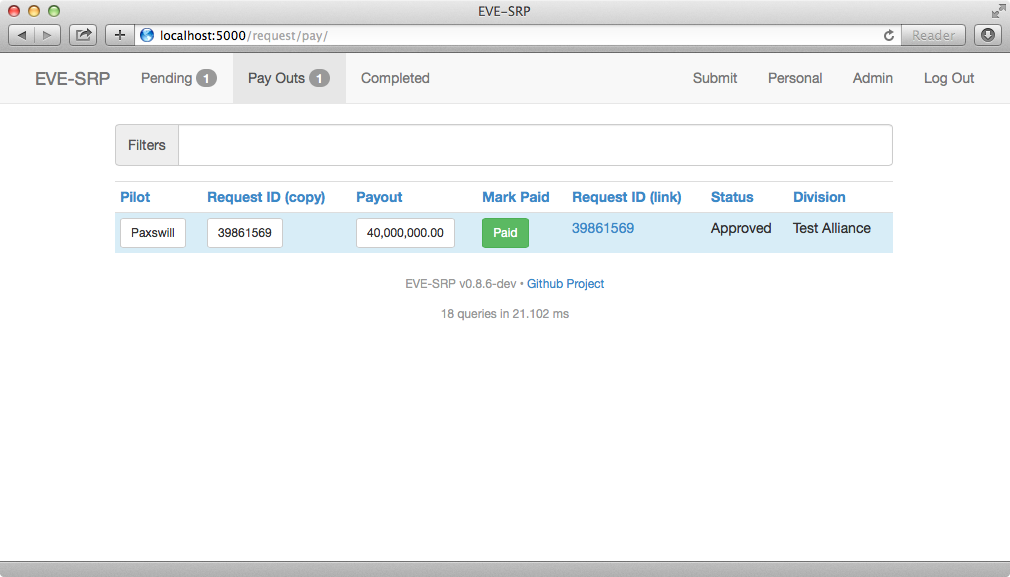 EVE-SRP
localhost:5000/request/pay/ Reader
EVE-SRP Pending 1 Pay Outs 1 Completed Submit Personal Admin Log Out
Filters
Pilot Request ID (copy) Payout Mark Paid Request ID (link) Status Division
Paxswill 39861569 40,000,000.00 Paid 39861569 Approved Test Alliance
EVE-SRP v0.8.6-dev • Github Project
18 queries in 21.102 ms